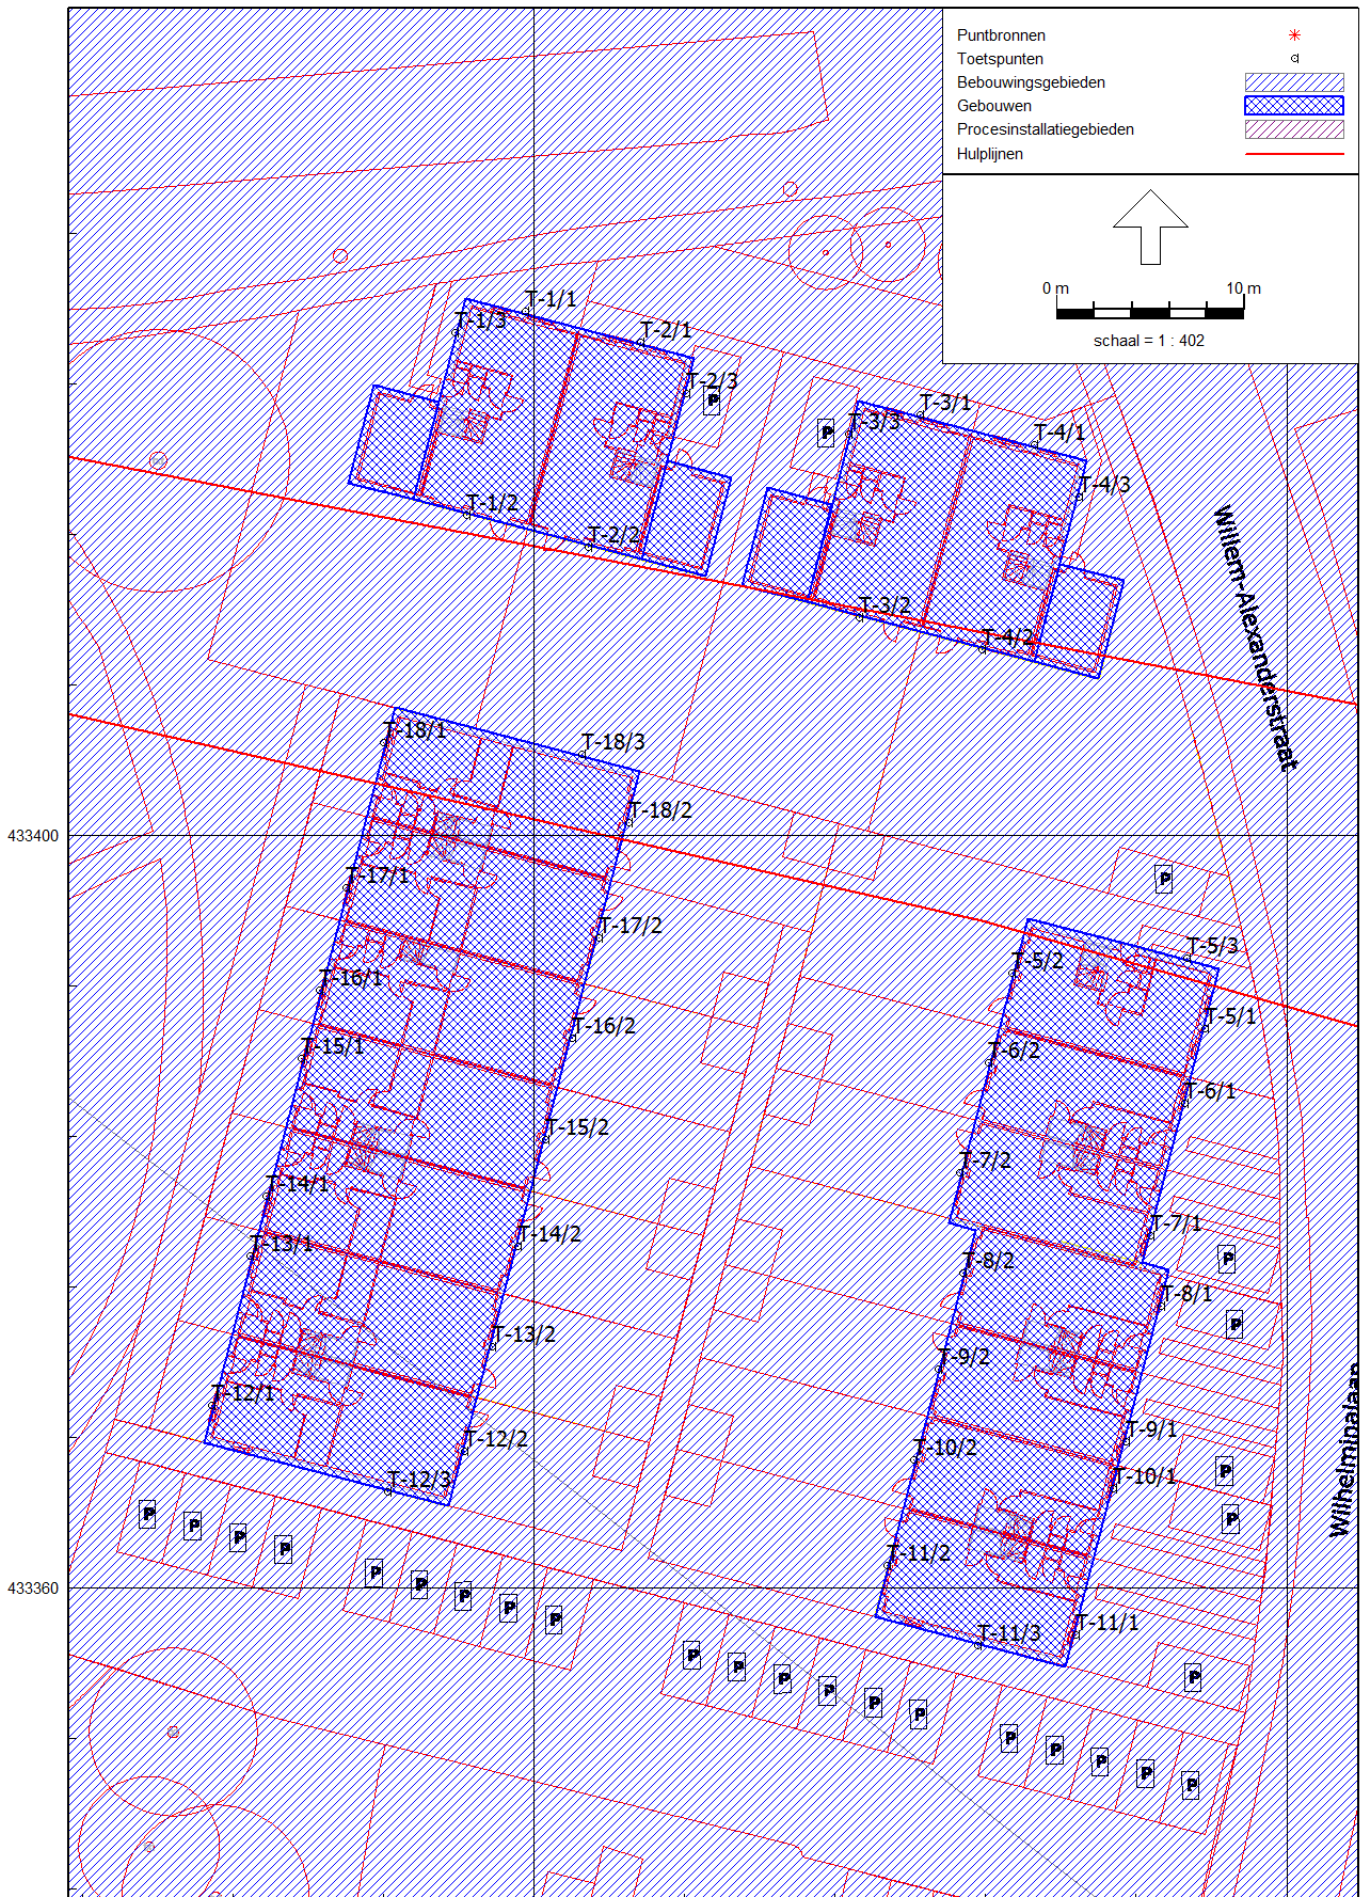 Puntbronnen
Toetspunten
Bebouwingsgebieden
Gebouwen
Procesinstallatiegebieden
Hulplijnen
0 m 10 m
schaal = 1 : 402
T-1/1
T-1/3
T-2/1
T-2/3
P
T-3/1
T-3/3
P
T-4/1
T-4/3
T-1/2
T-2/2
T-3/2
T-4/2
Willem-Alexanderstraat
T-18/1
T-18/3
T-18/2
433400
T-17/1
P
T-17/2
T-5/3
T-5/2
T-16/1
T-16/2
T-5/1
T-15/1
T-6/2
T-6/1
T-15/2
T-7/2
T-14/1
T-14/2
T-7/1
T-13/1
T-8/2
P
T-8/1
P
T-13/2
T-9/2
T-12/1
Wilhelminalaan
T-12/2
T-9/1
T-10/2
T-10/1
P
T-12/3
P
P
P
P
P
T-11/2
P
P
P
P
P
433360
T-11/1
T-11/3
P
P
P
P
P
P
P
P
P
P
P
P